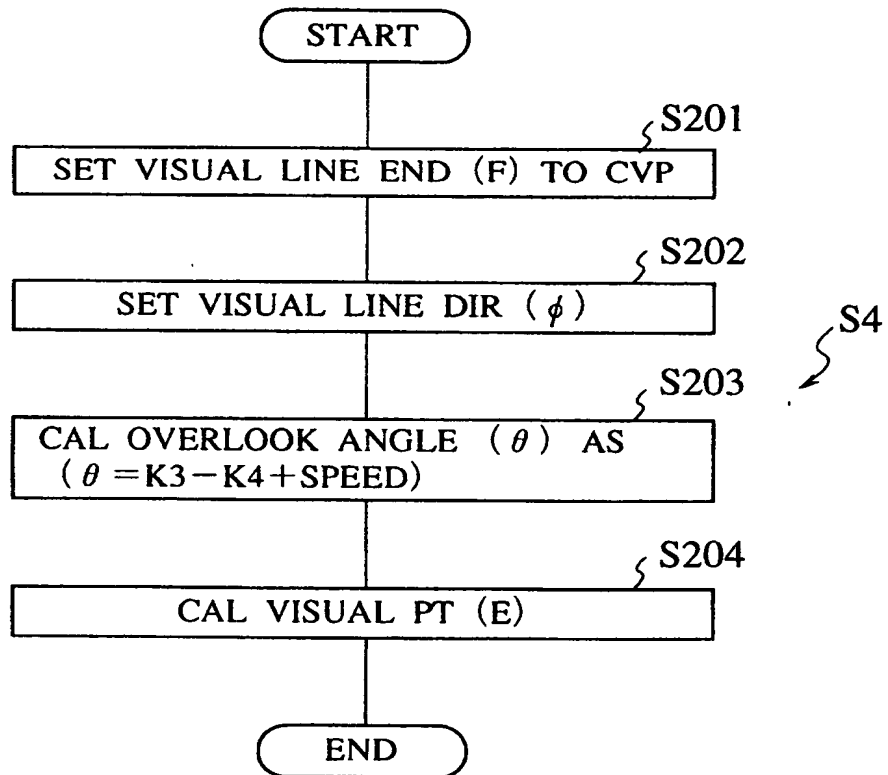 START
S201
SET VISUAL LINE END (F) TO CVP
S202
SET VISUAL LINE DIR (ϕ)
S4
S203
CAL OVERLOOK ANGLE (θ) AS
(θ=K3−K4+SPEED)
S204
CAL VISUAL PT (E)
END